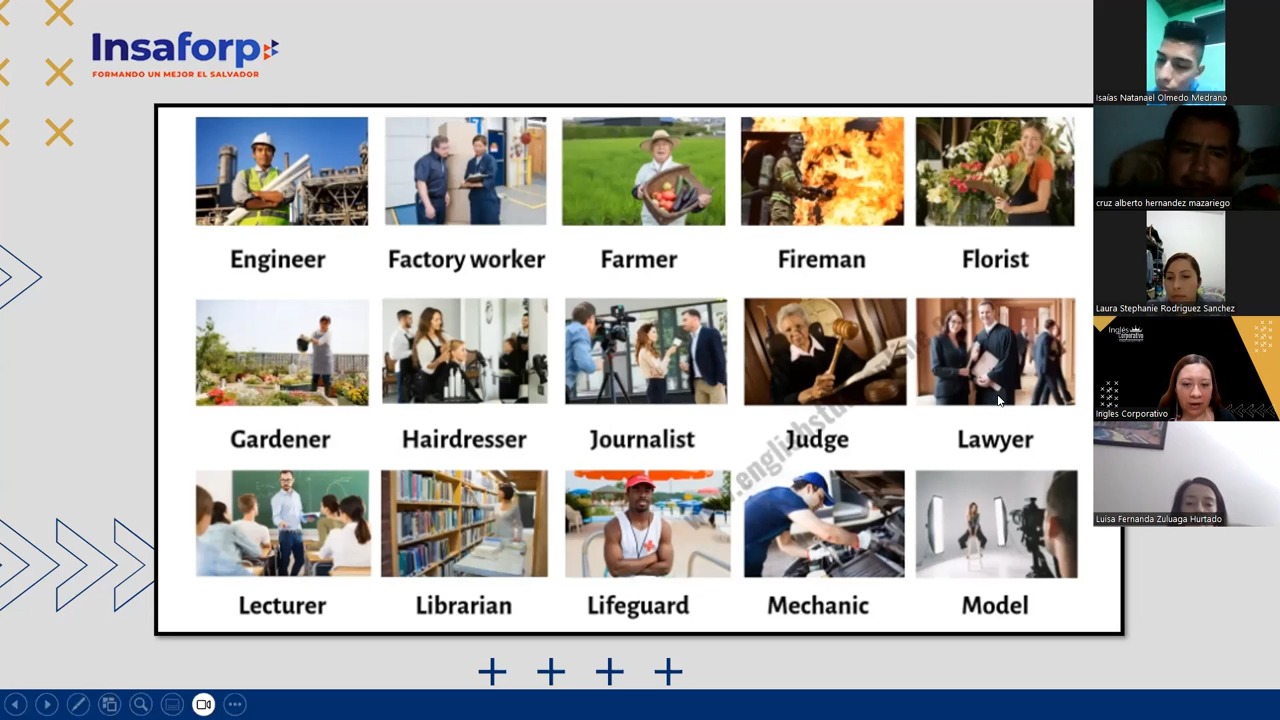 Insaforp
FORMANDO UN MEJOR EL SALVADOR
Engineer
Factory worker
Farmer
Fireman
Florist
Gardener
Hairdresser
Journalist
Judge
Lawyer
Lecturer
Librarian
Lifeguard
Mechanic
Model
Isaías Natanael Olmedo Medrano
cruz alberto hernandez mazariego
Laura Stephanie Rodriguez Sanchez
Inglés
Corporativo
Ingles Corporativo
Luisa Fernanda Zuluaga Hurtado